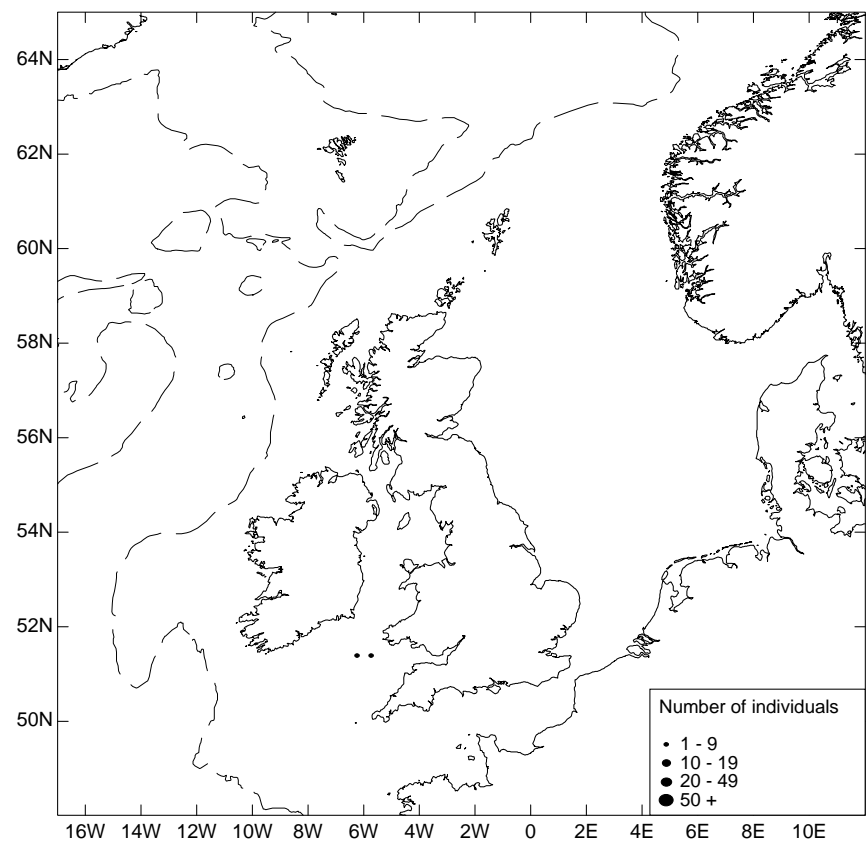 64N
62N
60N
58N
56N
54N
52N
50N
Number of individuals
1 - 9
10 - 19
20 - 49
50 +
16W 14W 12W 10W 8W 6W 4W 2W 0 2E 4E 6E 8E 10E